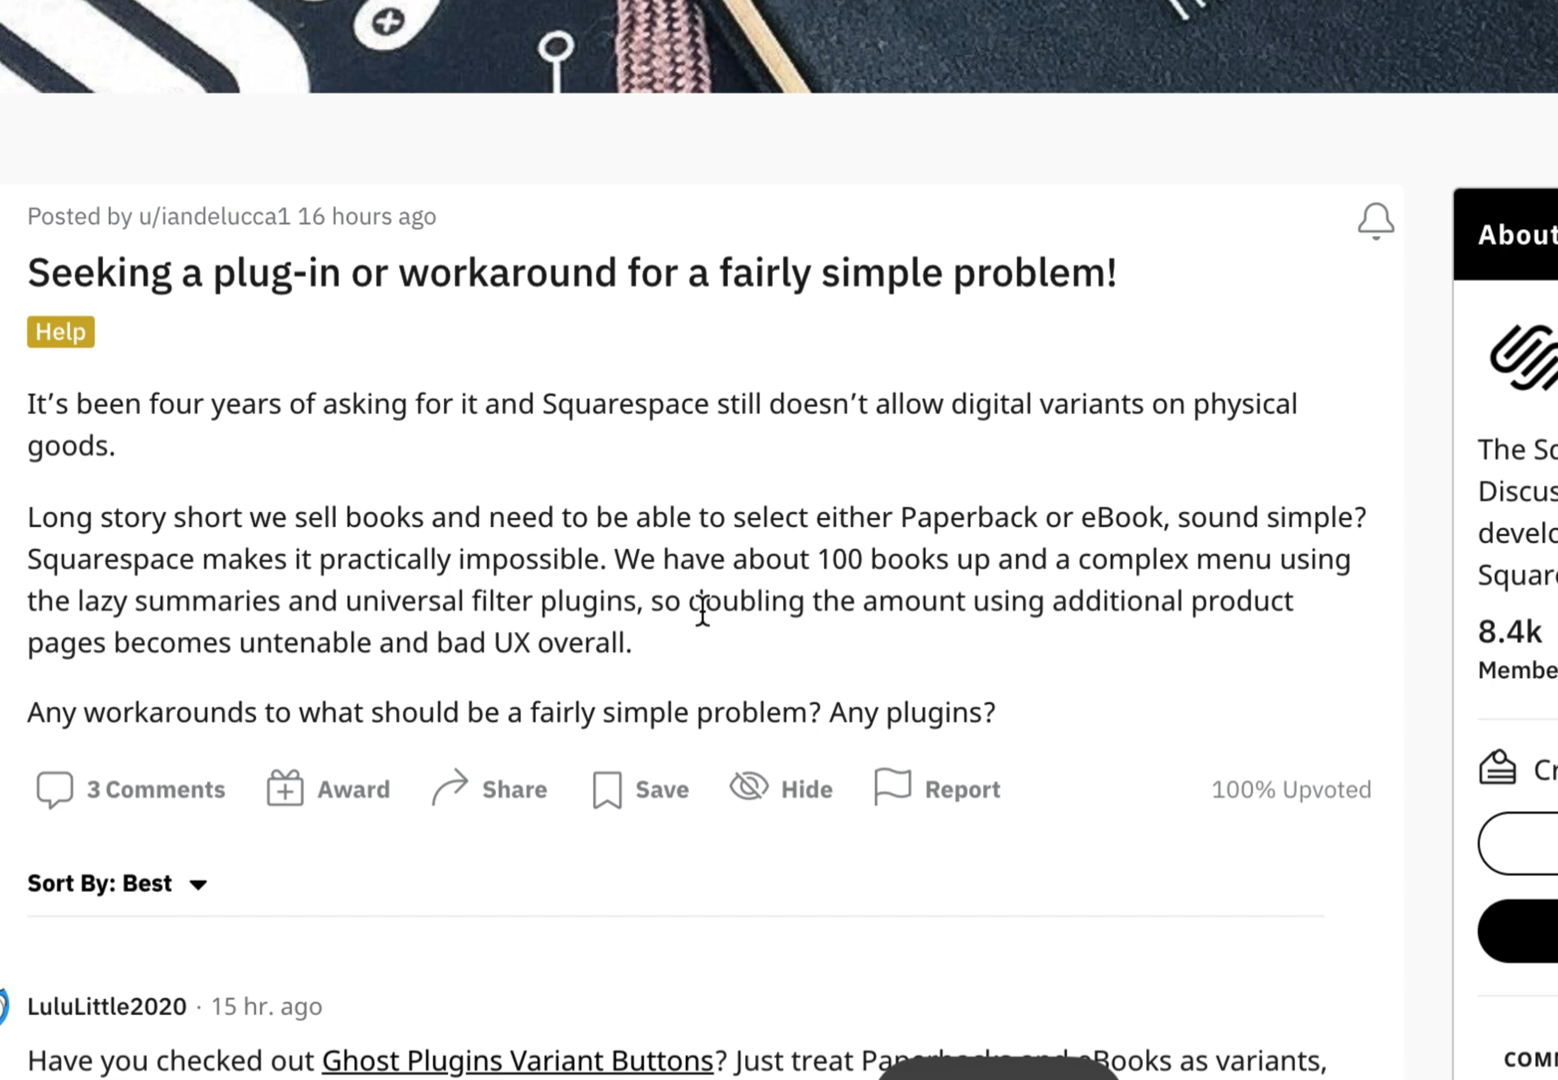 Posted by u/iandelucca1 16 hours ago
Seeking a plug-in or workaround for a fairly simple problem!
Help
It’s been four years of asking for it and Squarespace still doesn’t allow digital variants on physical
goods.
Long story short we sell books and need to be able to select either Paperback or eBook, sound simple?
Squarespace makes it practically impossible. We have about 100 books up and a complex menu using
the lazy summaries and universal filter plugins, so doubling the amount using additional product
pages becomes untenable and bad UX overall.
Any workarounds to what should be a fairly simple problem? Any plugins?
3 Comments Award Share Save Hide Report 100% Upvoted
Sort By: Best
LuluLittle2020 · 15 hr. ago
Have you checked out Ghost Plugins Variant Buttons? Just treat Paperbacks and eBooks as variants,
About
The Sq
Discus
develo
Square
8.4k
Membe
Cr
COM